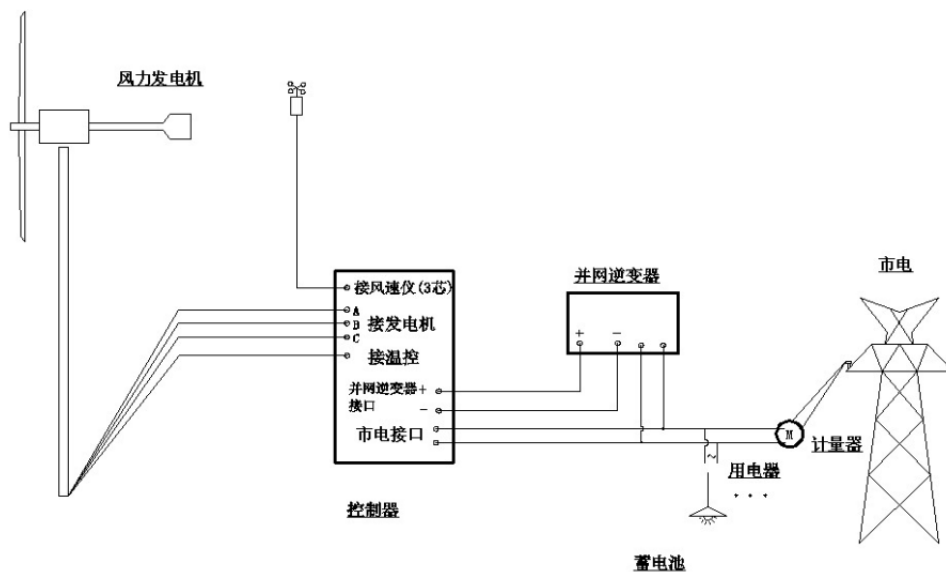 风力发电机
接风速仪(3芯)
A
B
C
接发电机
接温控
并网逆变器+
接口 -
市电接口
控制器
并网逆变器
+ -
市电
M
计量器
~
用电器
...
蓄电池